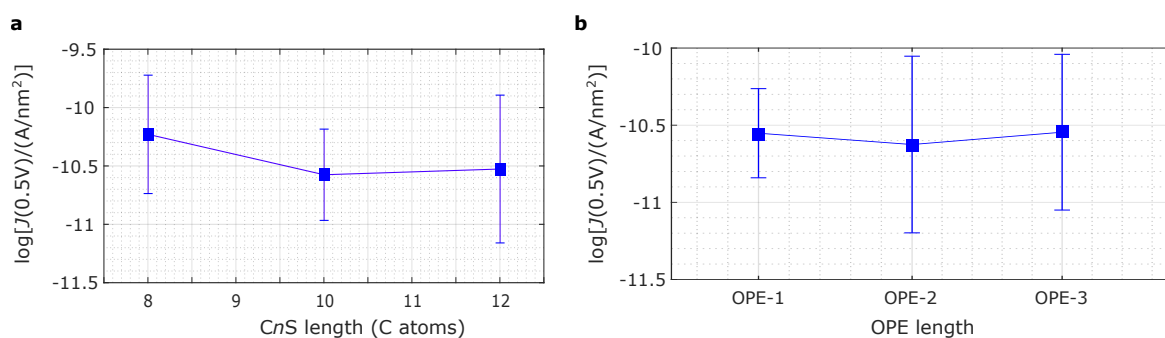 a
-9.5
-10
-10.5
-11
-11.5
log[J(0.5V)/(A/nm²)]
8
9
10
11
12
CnS length (C atoms)
b
-10
-10.5
-11
-11.5
log[J(0.5V)/(A/nm²)]
OPE-1
OPE-2
OPE-3
OPE length